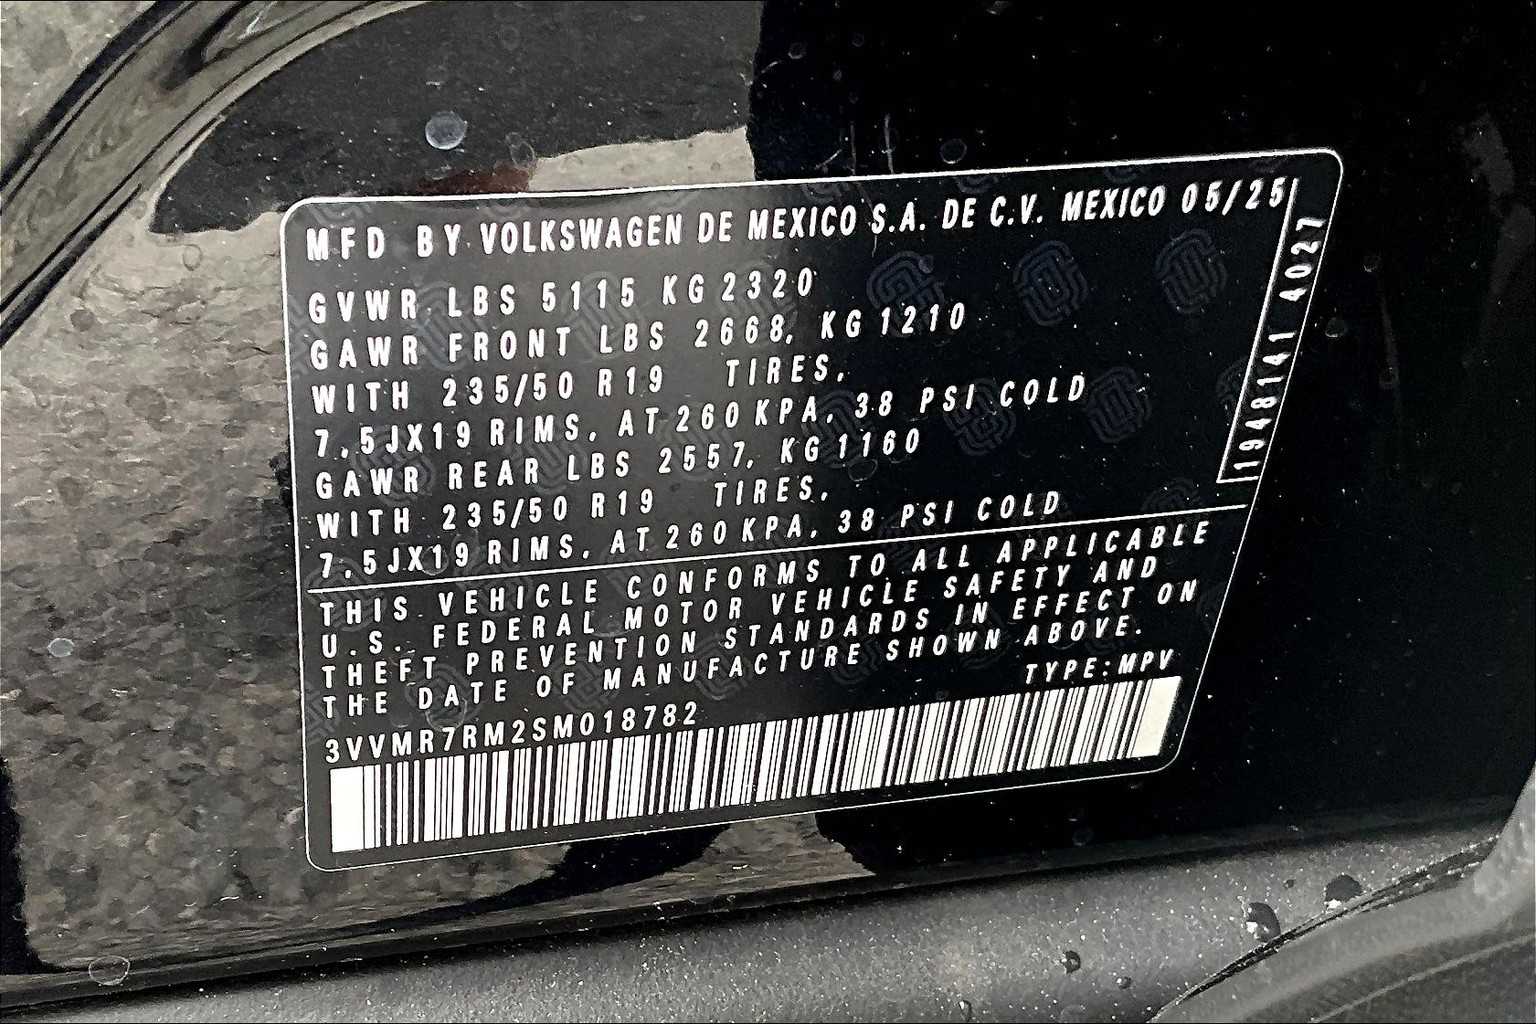 MFD BY VOLKSWAGEN DE MEXICO S.A. DE C.V. MEXICO 05/25
GVWR LBS 5115 KG 2320
GAWR FRONT LBS 2668, KG 1210
WITH 235/50 R19 TIRES,
7.5JX19 RIMS, AT 260 KPA, 38 PSI COLD
GAWR REAR LBS 2557, KG 1160
WITH 235/50 R19 TIRES,
7.5JX19 RIMS, AT 260 KPA, 38 PSI COLD
1948141 4027
THIS VEHICLE CONFORMS TO ALL APPLICABLE
U.S. FEDERAL MOTOR VEHICLE SAFETY AND
THEFT PREVENTION STANDARDS IN EFFECT ON
THE DATE OF MANUFACTURE SHOWN ABOVE.
TYPE:MPV
3VVMR7RM2SM018782